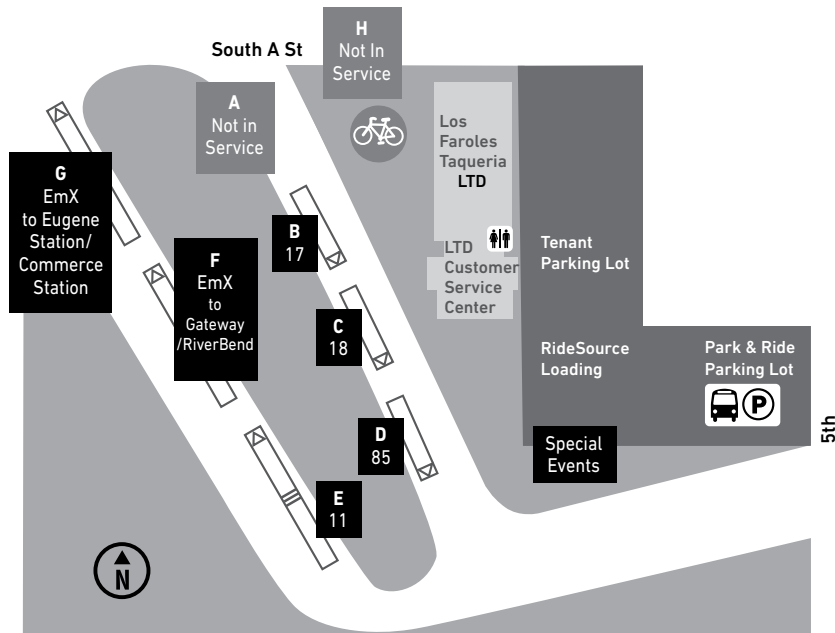 South A St
H
Not In
Service
A
Not in
Service
G
EmX
to Eugene
Station/
Commerce
Station
F
EmX
to
Gateway
/RiverBend
B
17
C
18
D
85
E
11
Los
Faroles
Taqueria
LTD
LTD
Customer
Service
Center
Tenant
Parking Lot
RideSource
Loading
Park & Ride
Parking Lot
P
Special
Events
5th
N